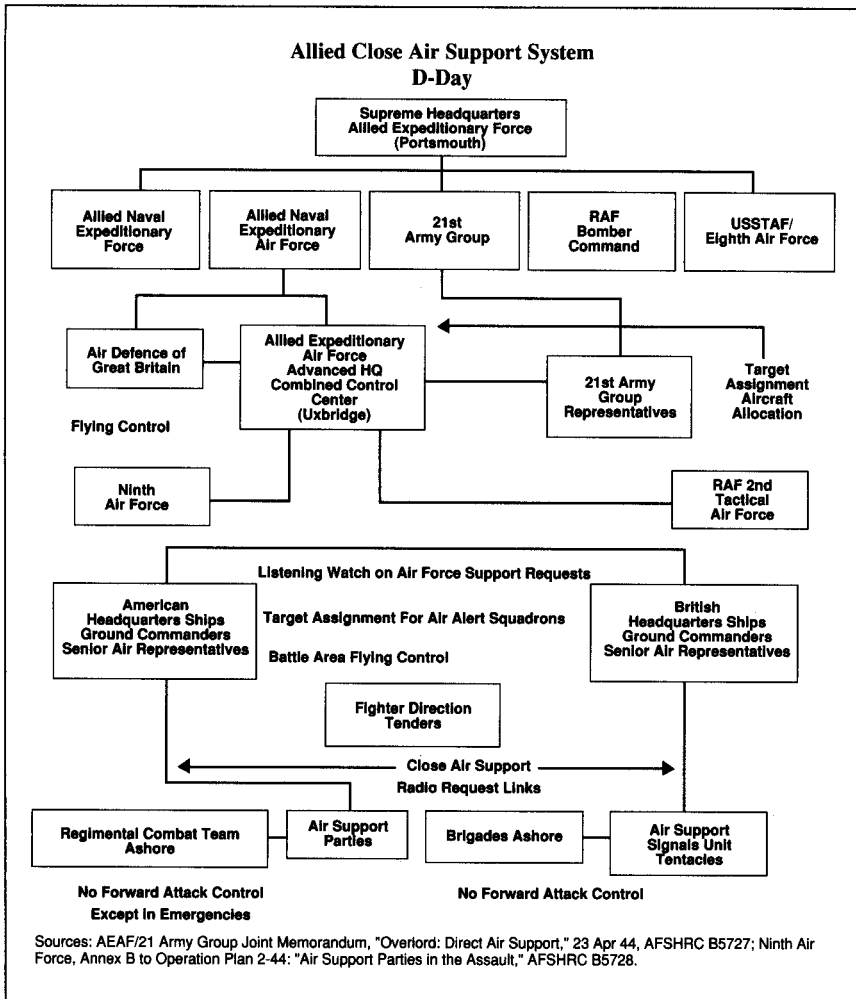 Allied Close Air Support System
D-Day
Supreme Headquarters
Allied Expeditionary Force
(Portsmouth)
Allied Naval
Expeditionary
Force
Allied Naval
Expeditionary
Air Force
21st
Army Group
RAF
Bomber
Command
USSTAF/
Eighth Air Force
Air Defence of
Great Britain
Allied Expeditionary
Air Force
Advanced HQ
Combined Control
Center
(Uxbridge)
21st Army
Group
Representatives
Target
Assignment
Aircraft
Allocation
Flying Control
Ninth
Air Force
RAF 2nd
Tactical
Air Force
Listening Watch on Air Force Support Requests
American
Headquarters Ships
Ground Commanders
Senior Air Representatives
Target Assignment For Air Alert Squadrons
Battle Area Flying Control
British
Headquarters Ships
Ground Commanders
Senior Air Representatives
Fighter Direction
Tenders
Close Air Support
Radio Request Links
Regimental Combat Team
Ashore
Air Support
Parties
Brigades Ashore
Air Support
Signals Unit
Tentacles
No Forward Attack Control
Except in Emergencies
No Forward Attack Control
Sources: AEAF/21 Army Group Joint Memorandum, "Overlord: Direct Air Support," 23 Apr 44, AFSHRC B5727; Ninth Air
Force, Annex B to Operation Plan 2-44: "Air Support Parties in the Assault," AFSHRC B5728.